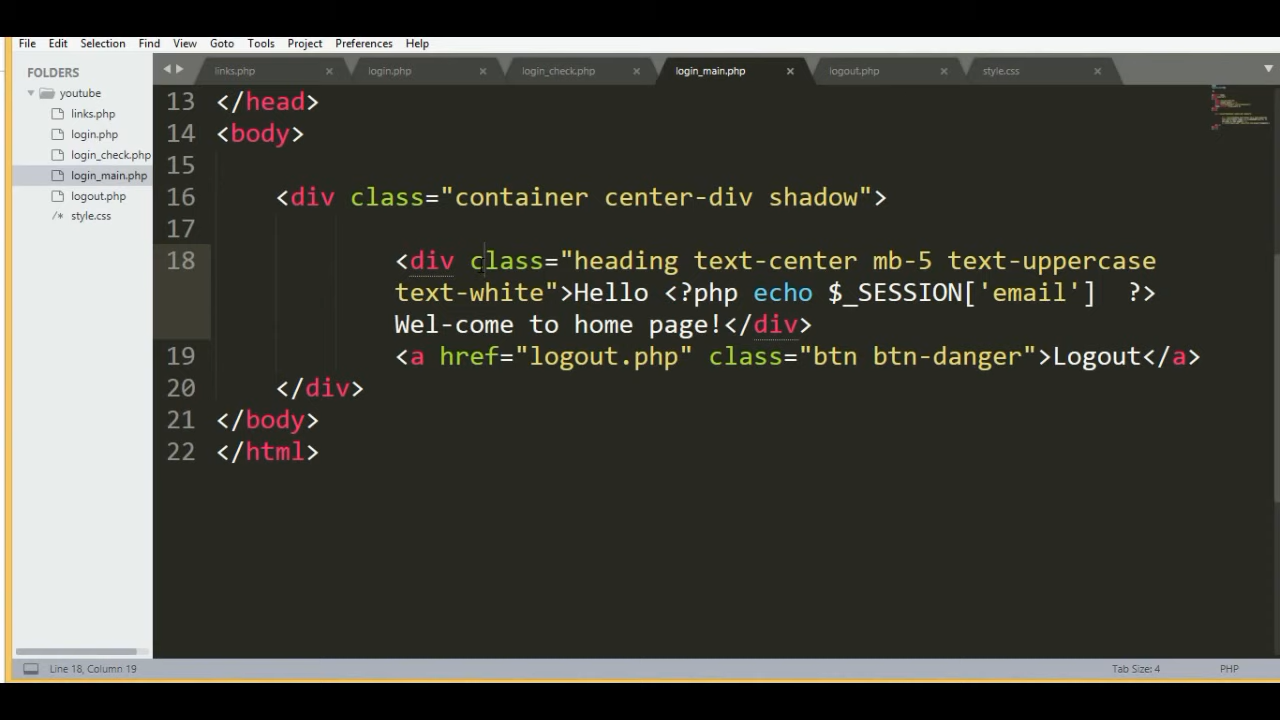 File Edit Selection Find View Goto Tools Project Preferences Help
FOLDERS
youtube
links.php
login.php
login_check.php
login_main.php
logout.php
style.css
links.php login.php login_check.php login_main.php logout.php style.css
13 </head>
14 <body>
15
16 <div class="container center-div shadow">
17
18 <div class="heading text-center mb-5 text-uppercase
text-white">Hello <?php echo $_SESSION['email']  ?>
Wel-come to home page!</div>
19 <a href="logout.php" class="btn btn-danger">Logout</a>
20 </div>
21 </body>
22 </html>
Line 18, Column 19 Tab Size: 4 PHP